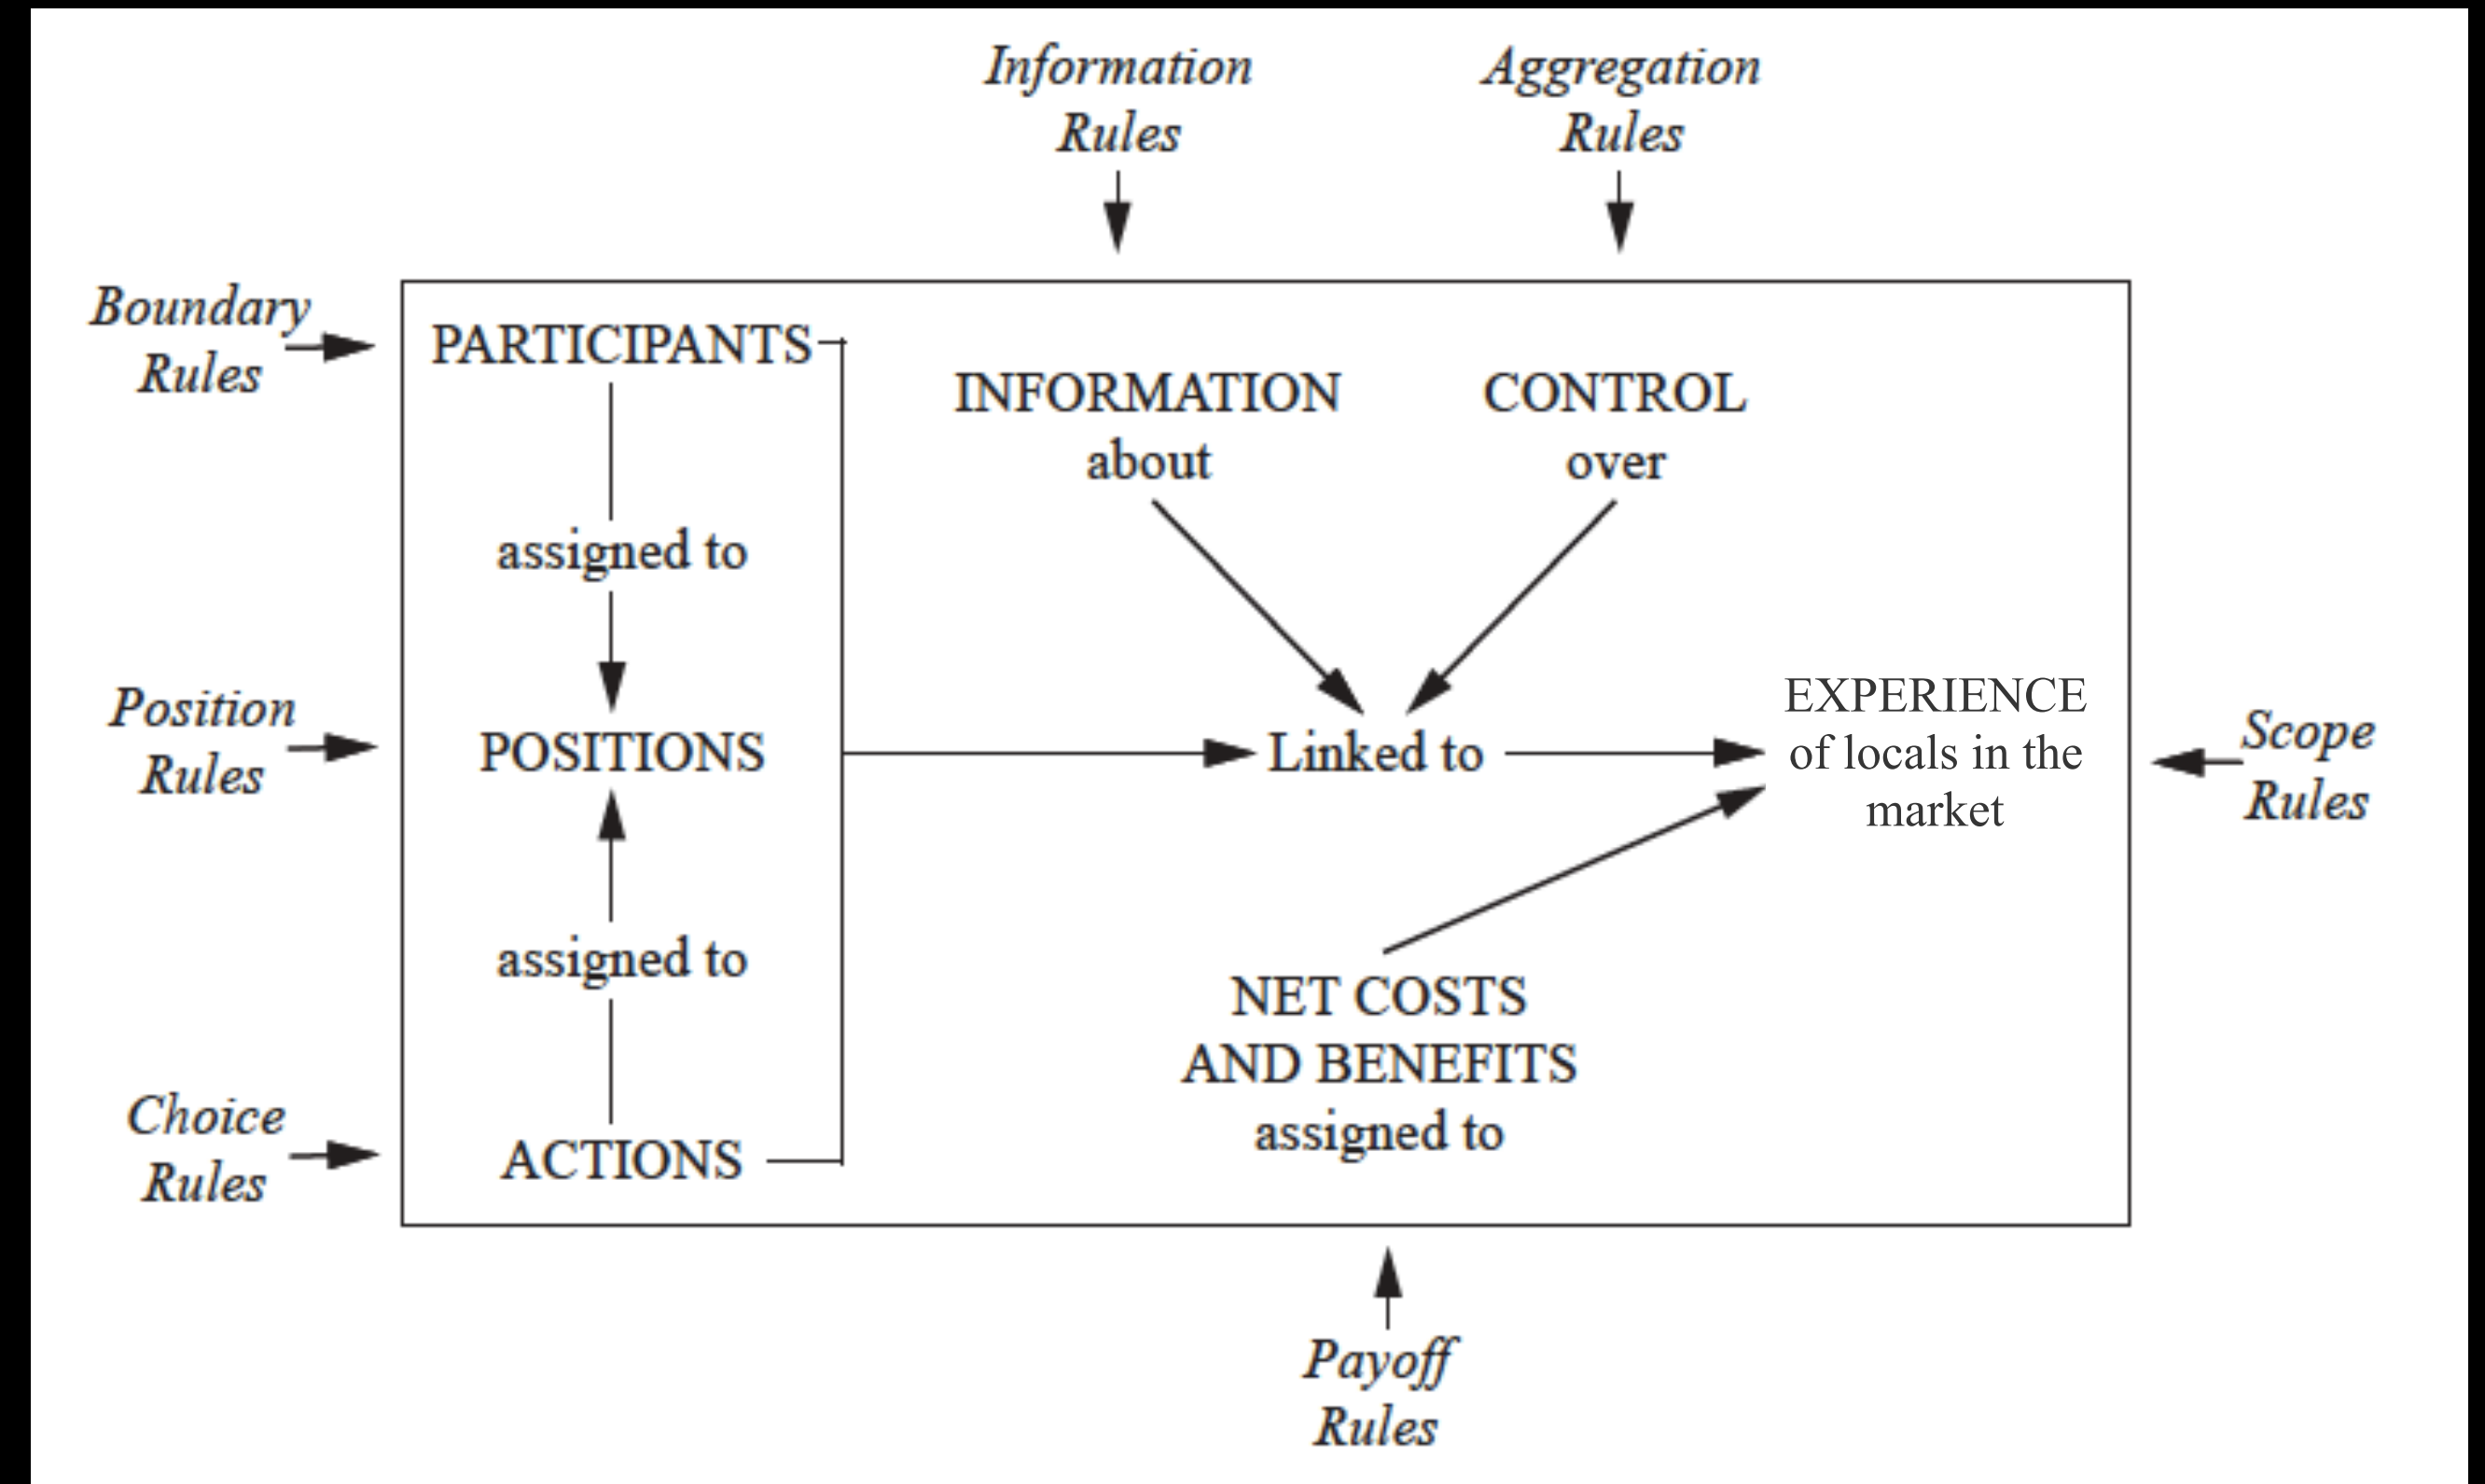 Information
Rules
Aggregation
Rules
Boundary
Rules
PARTICIPANTS
INFORMATION
about
CONTROL
over
assigned to
Position
Rules
POSITIONS
Linked to
EXPERIENCE
of locals in the
market
Scope
Rules
assigned to
NET COSTS
AND BENEFITS
assigned to
Choice
Rules
ACTIONS
Payoff
Rules